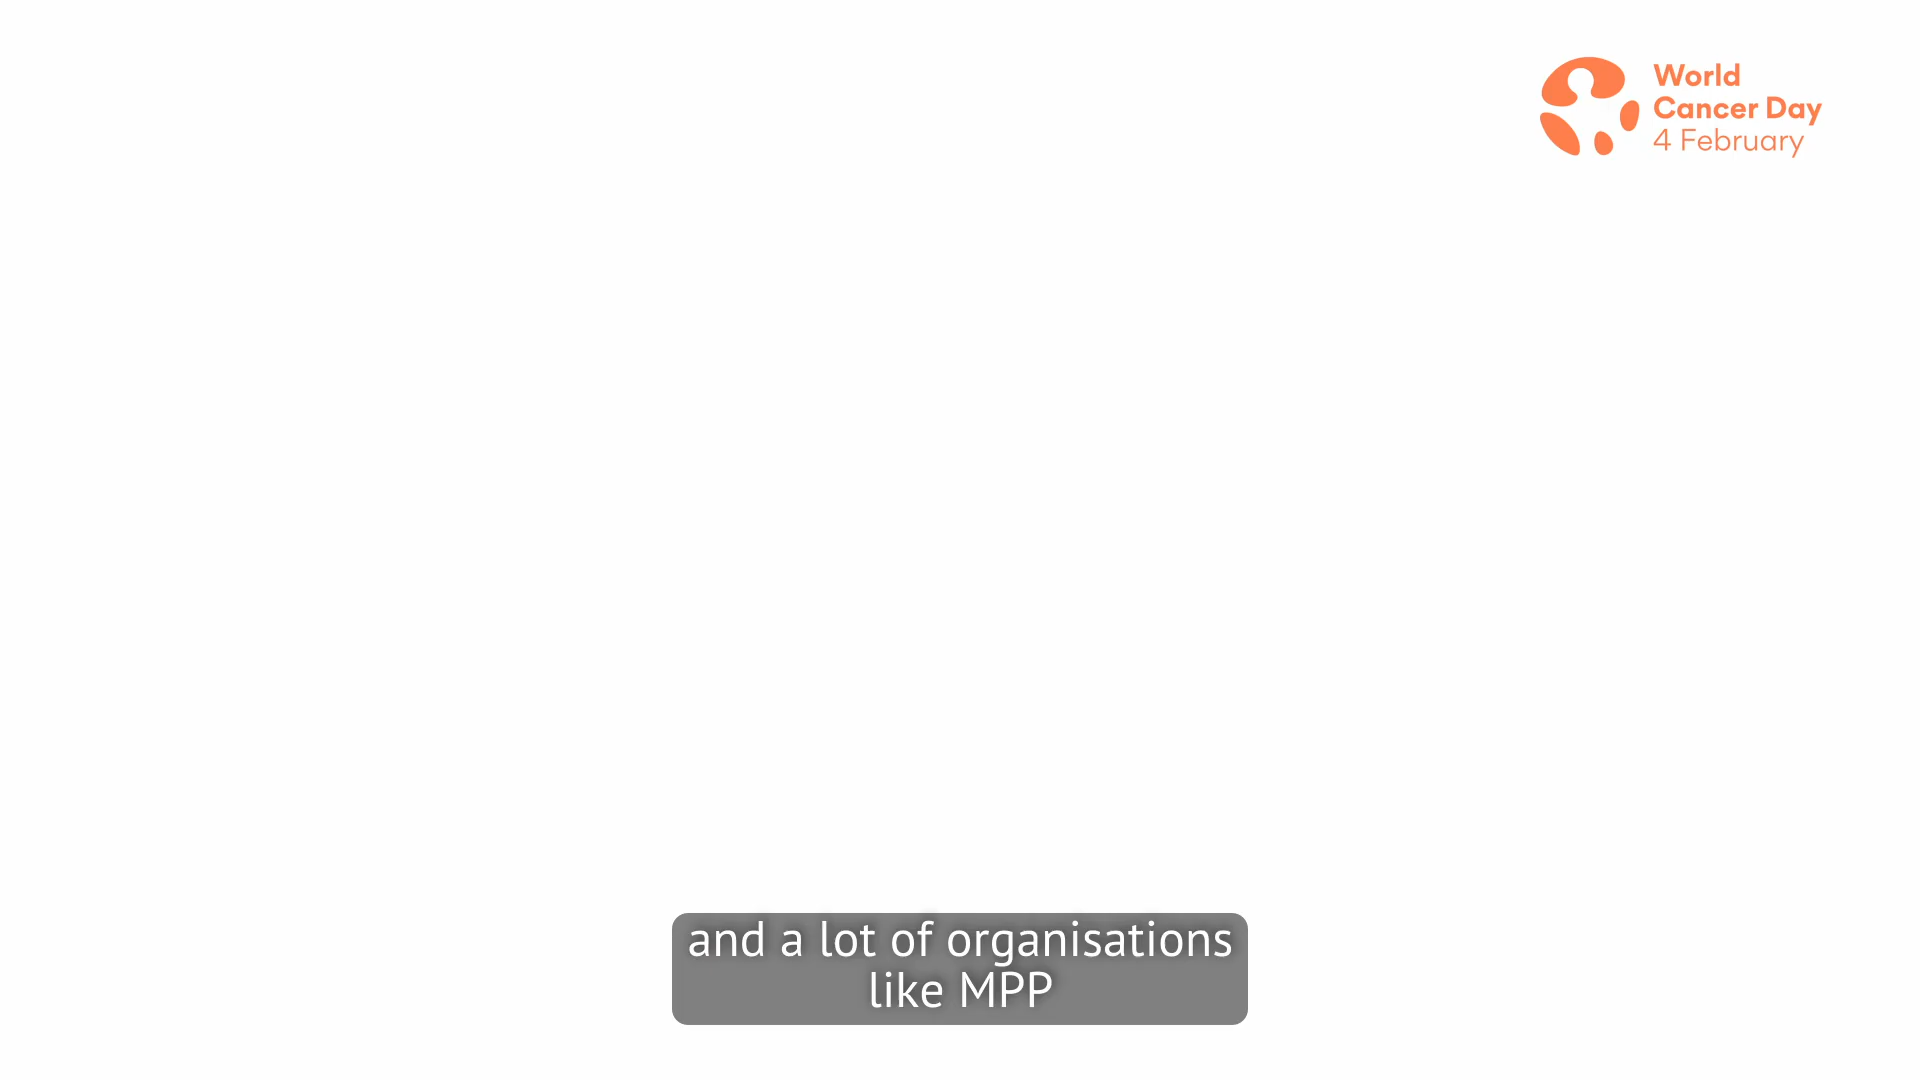 World
Cancer Day
4 February
and a lot of organisations
like MPP